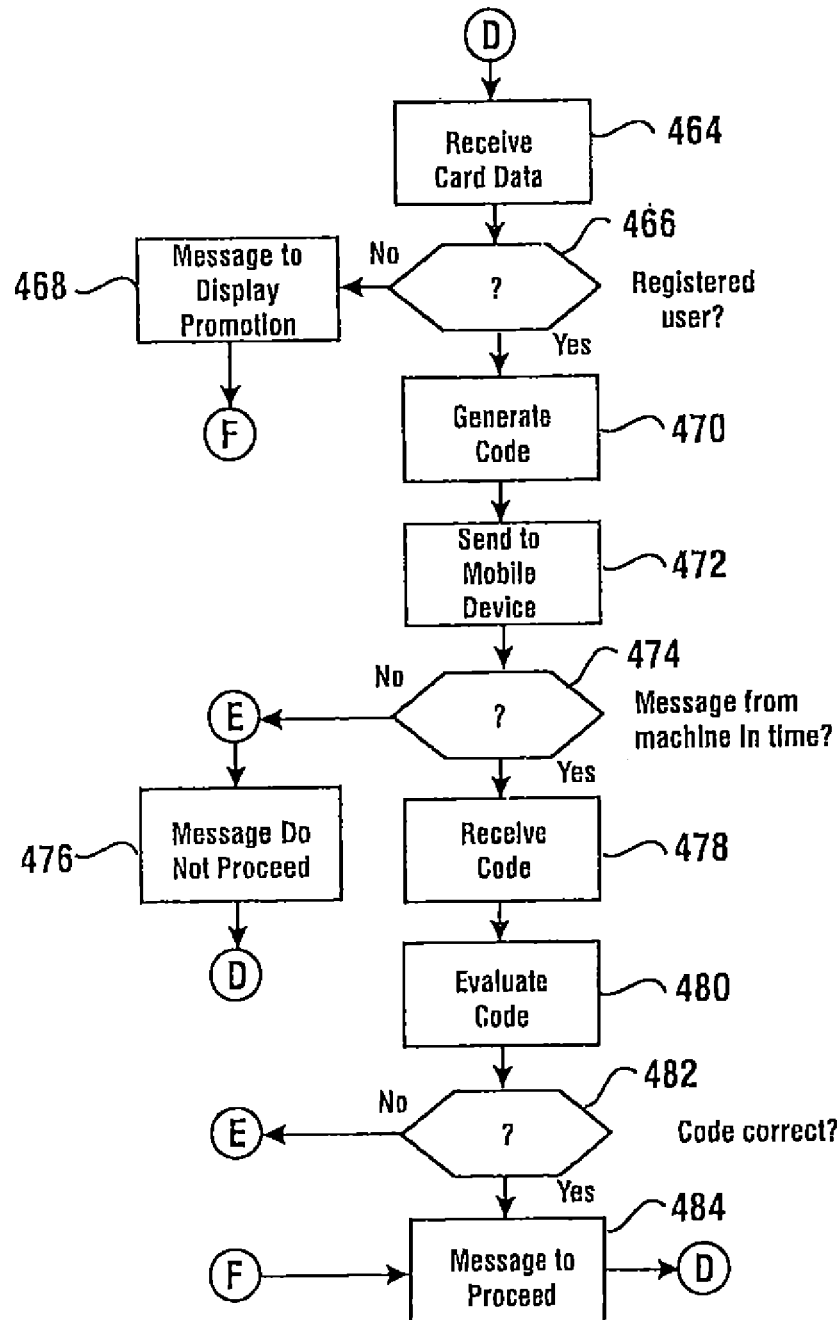 D
Receive
Card Data
464
466
No
?
Registered
user?
Yes
Message to
Display
Promotion
468
F
Generate
Code
470
Send to
Mobile
Device
472
474
No
?
Message from
machine in time?
Yes
E
Message Do
Not Proceed
476
D
Receive
Code
478
Evaluate
Code
480
482
No
?
Code correct?
E
Yes
484
F
Message to
Proceed
D